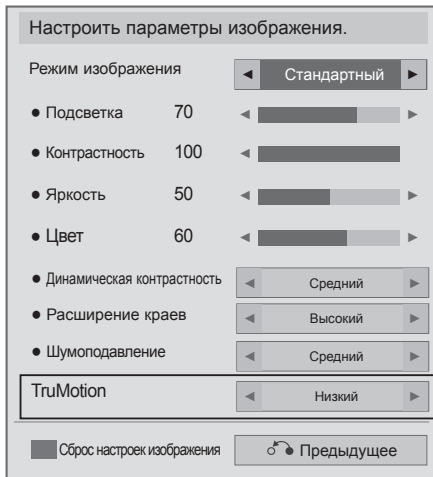 Настроить параметры изображения.
Режим изображения ◄ Стандартный ►
● Подсветка 70
● Контрастность 100
● Яркость 50
● Цвет 60
● Динамическая контрастность ◄ Средний ►
● Расширение краев ◄ Высокий ►
● Шумоподавление ◄ Средний ►
TruMotion ◄ Низкий ►
Сброс настроек изображения Предыдущее